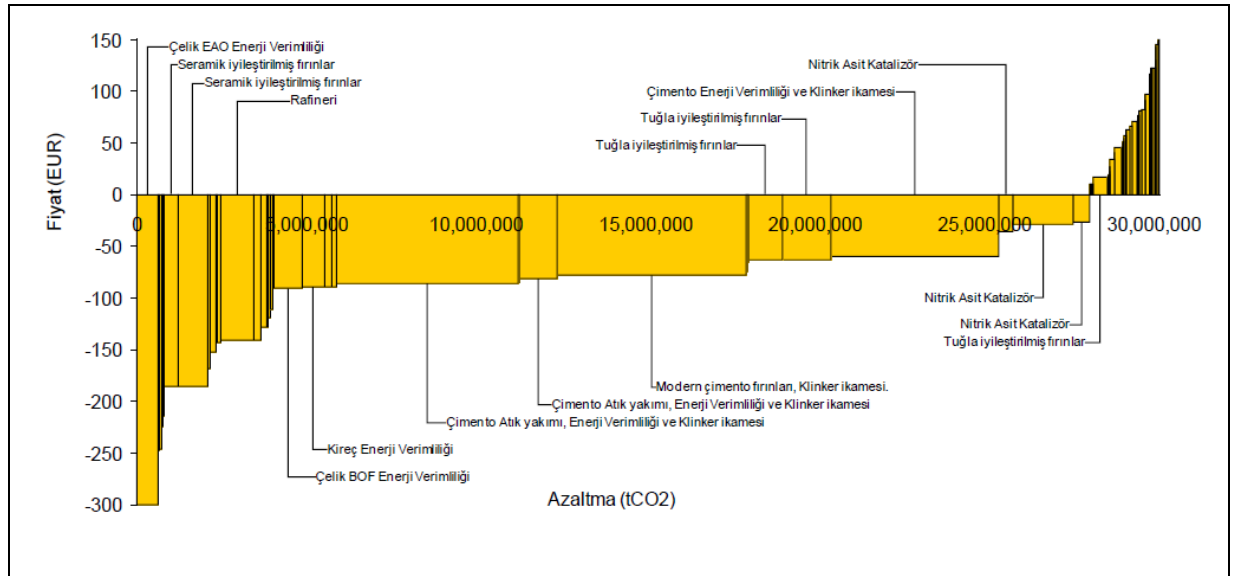 150
Çelik EAO Enerji Verimliliği
Seramik iyileştirilmiş fırınlar
Nitrik Asit Katalizör
Seramik iyileştirilmiş fırınlar
100
Rafineri
Çimento Enerji Verimliliği ve Klinker ikamesi
Tuğla iyileştirilmiş fırınlar
50
Tuğla iyileştirilmiş fırınlar
Fiyat (EUR)
0
0
5,000,000
10,000,000
15,000,000
20,000,000
25,000,000
30,000,000
-50
-100
Nitrik Asit Katalizör
Nitrik Asit Katalizör
Tuğla iyileştirilmiş fırınlar
-150
Modern çimento fırınları, Klinker ikamesi.
-200
Çimento Atık yakımı, Enerji Verimliliği ve Klinker ikamesi
Çimento Atık yakımı, Enerji Verimliliği ve Klinker ikamesi
Kireç Enerji Verimliliği
-250
Çelik BOF Enerji Verimliliği
-300
Azaltma (tCO2)